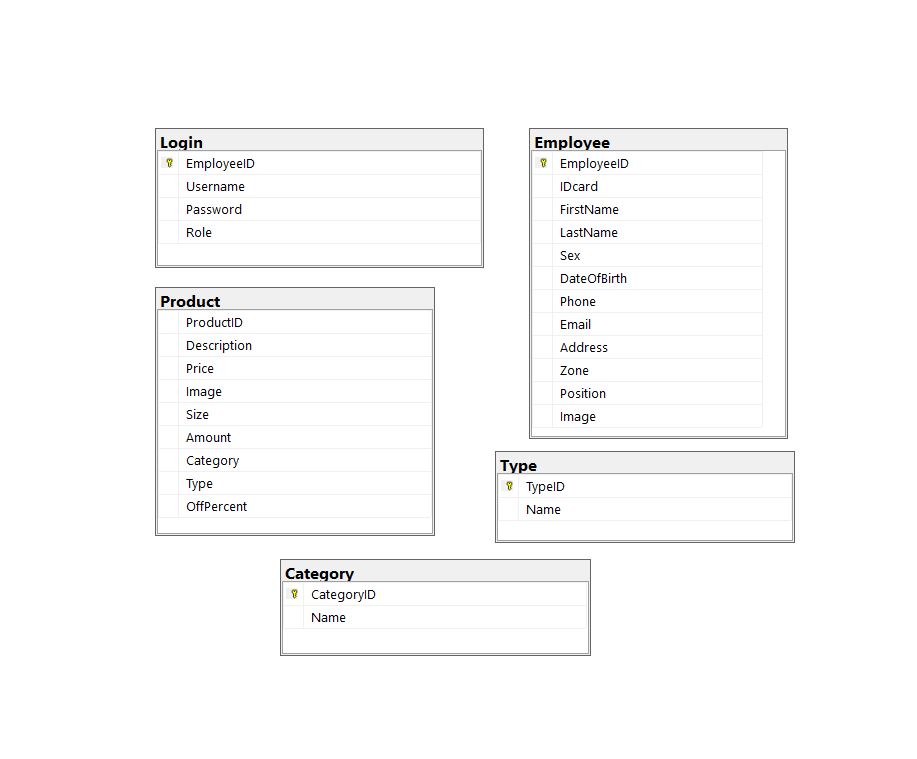 Login
EmployeeID
Username
Password
Role
Employee
EmployeeID
IDcard
FirstName
LastName
Sex
DateOfBirth
Phone
Email
Address
Zone
Position
Image
Product
ProductID
Description
Price
Image
Size
Amount
Category
Type
OffPercent
Type
TypeID
Name
Category
CategoryID
Name